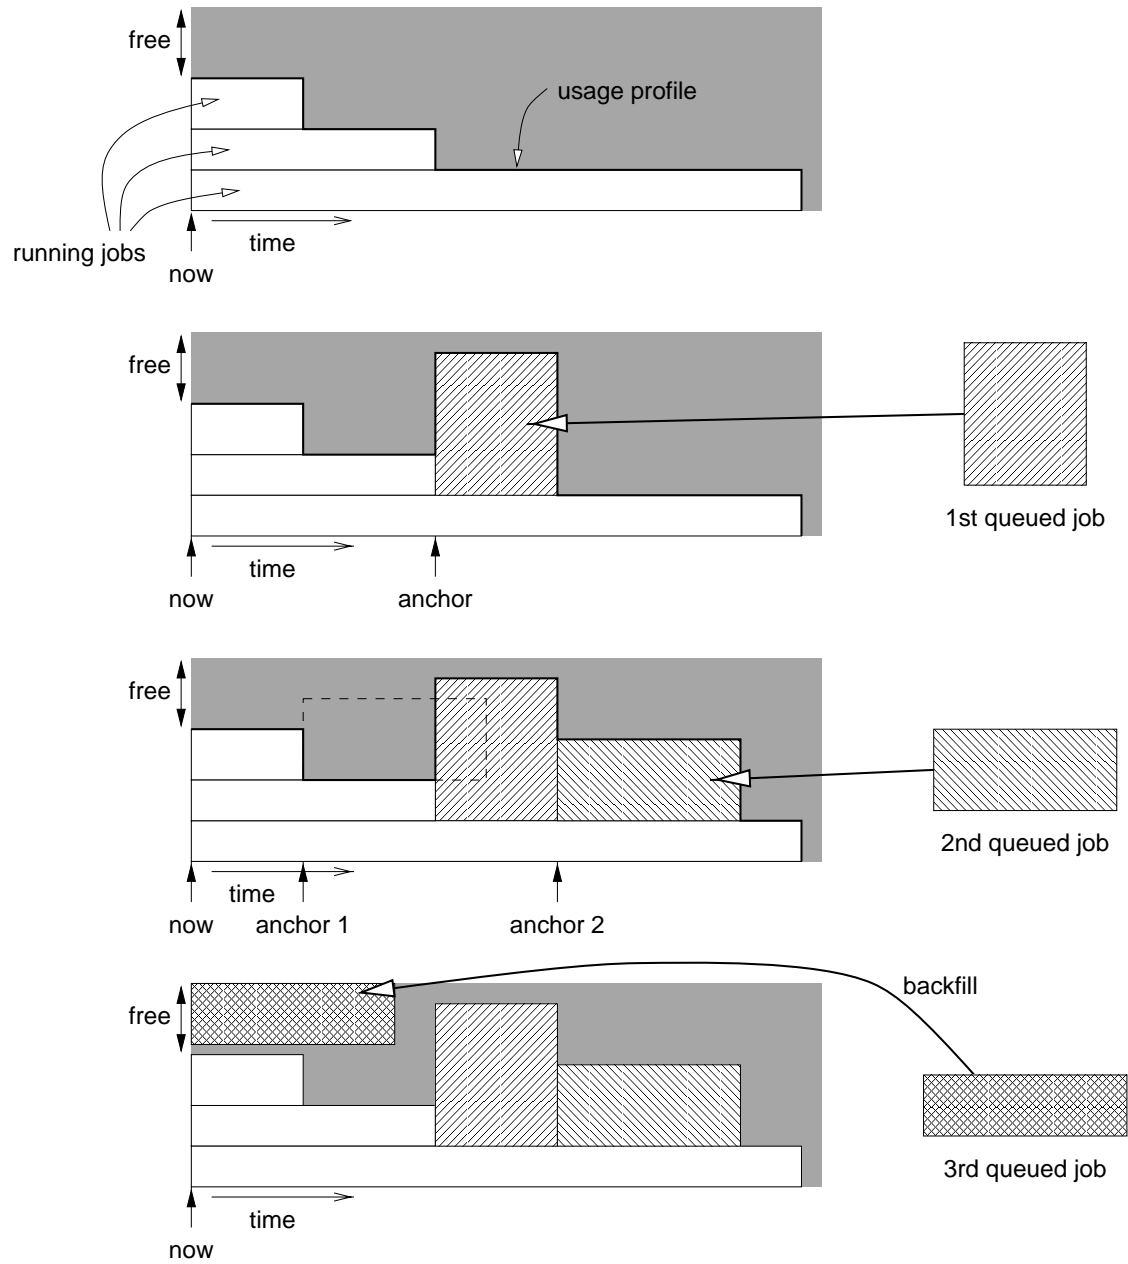 free
usage profile
running jobs
time
now
free
1st queued job
time
now
anchor
free
2nd queued job
time
now
anchor 1
anchor 2
backfill
free
3rd queued job
time
now